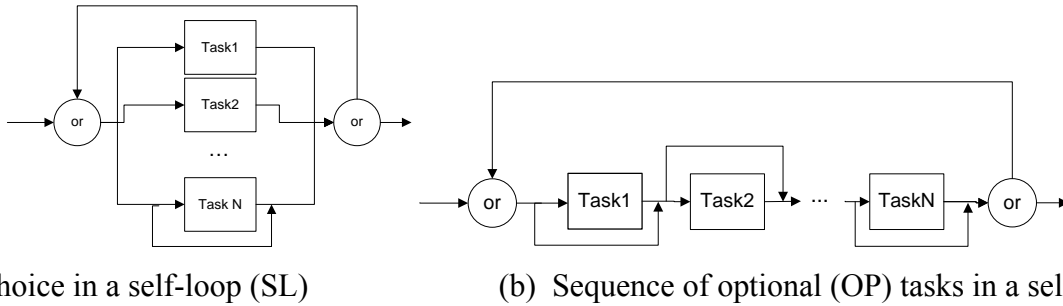 Task1
or
Task2
or
...
Task N
or
Task1
Task2
...
TaskN
or
hoice in a self-loop (SL)
(b) Sequence of optional (OP) tasks in a sel